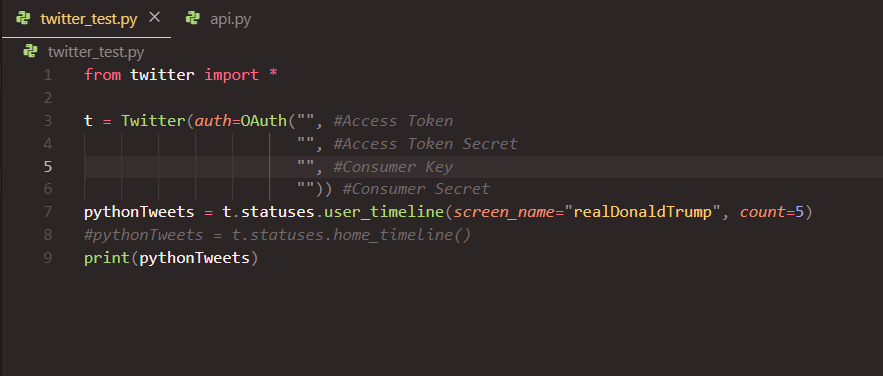 twitter_test.py × api.py
twitter_test.py
1 from twitter import *
2
3 t = Twitter(auth=OAuth("", #Access Token
4 "", #Access Token Secret
5 "", #Consumer Key
6 "")) #Consumer Secret
7 pythonTweets = t.statuses.user_timeline(screen_name="realDonaldTrump", count=5)
8 #pythonTweets = t.statuses.home_timeline()
9 print(pythonTweets)